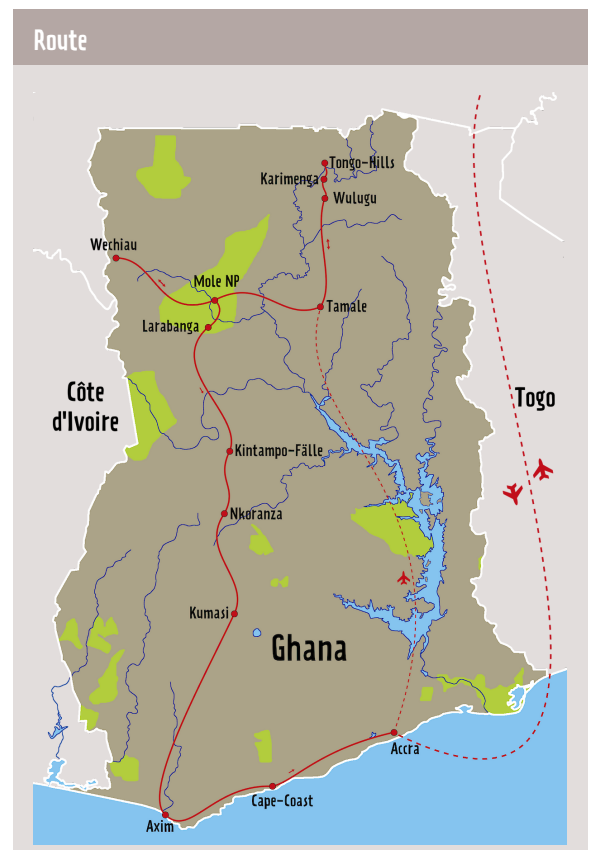 Route
Tongo-Hills
Karimenga
Wulugu
Wechiau
Mole NP
Tamale
Larabanga
Côte
d'Ivoire
Togo
Kintampo-Fälle
Nkoranza
Kumasi
Ghana
Accra
Cape-Coast
Axim